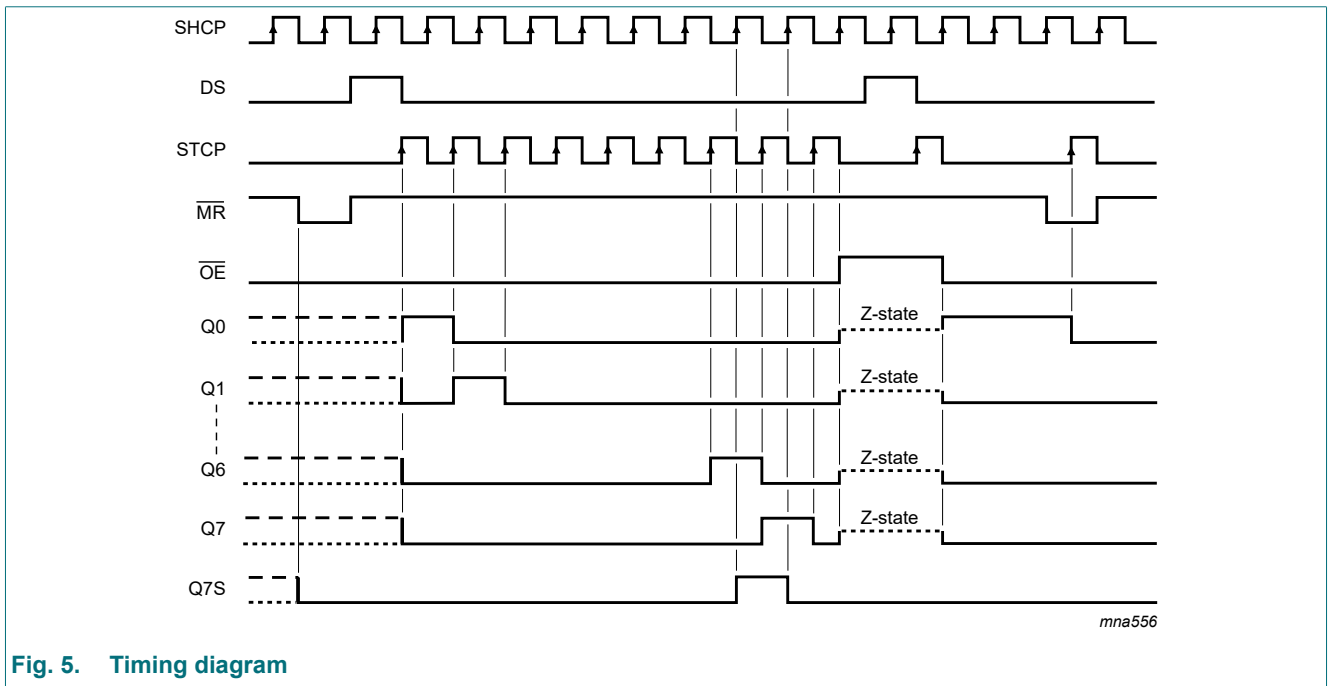 SHCP
DS
STCP
MR
OE
Q0 Z-state
Q1 Z-state
Q6 Z-state
Q7 Z-state
Q7S
mna556
Fig. 5. Timing diagram